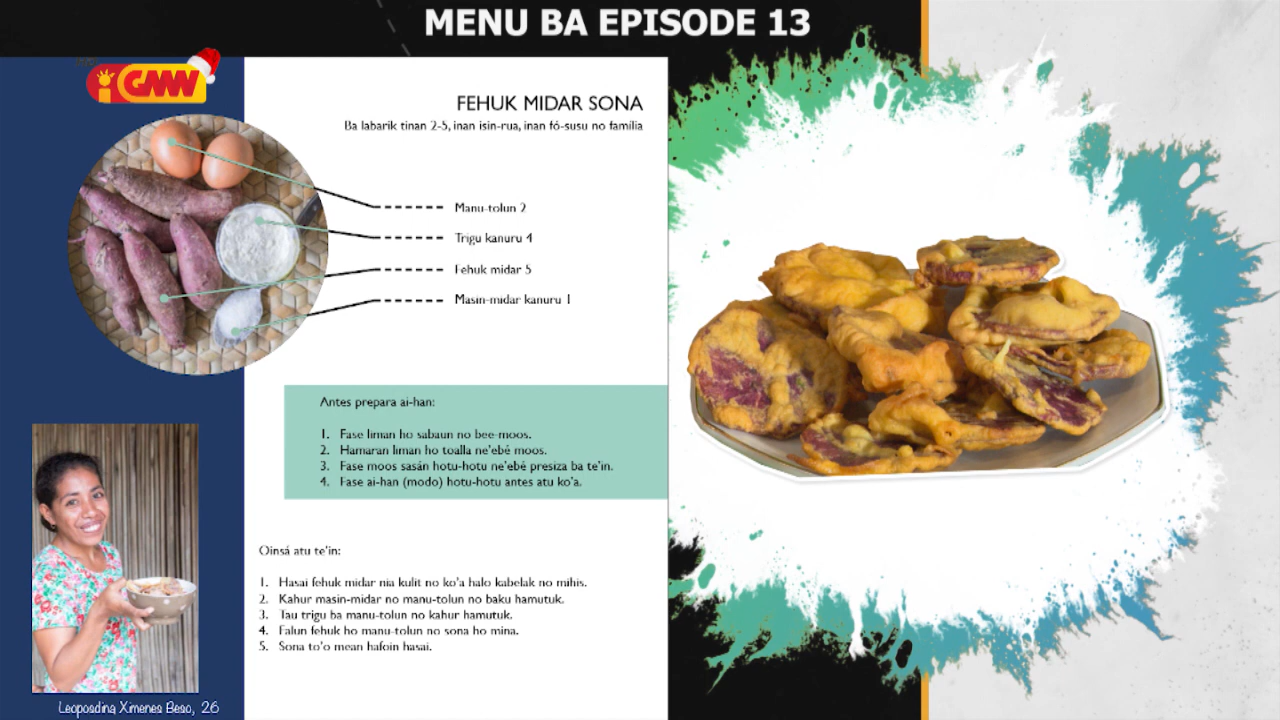 MENU BA EPISODE 13
GMW
FEHUK MIDAR SONA
Ba labarik tinan 2-5, inan isin-rua, inan fó-susu no família
Manu-tolun 2
Trigu kanuru 4
Fehuk midar 5
Masin-midar kanuru 1
Antes prepara ai-han:
1. Fase liman ho sabaun no bee-moos.
2. Hamaran liman ho toalla ne'ebé moos.
3. Fase moos sasán hotu-hotu ne'ebé presiza ba te'in.
4. Fase ai-han (modo) hotu-hotu antes atu ko'a.
Oinsá atu te'in:
1. Hasai fehuk midar nia kulit no ko'a halo kabelak no mihis.
2. Kahur masin-midar no manu-tolun no baku hamutuk.
3. Tau trigu ba manu-tolun no kahur hamutuk.
4. Falun fehuk ho manu-tolun no sona ho mina.
5. Sona to'o mean hafoin hasai.
Leopoadina Ximenes Beao, 26